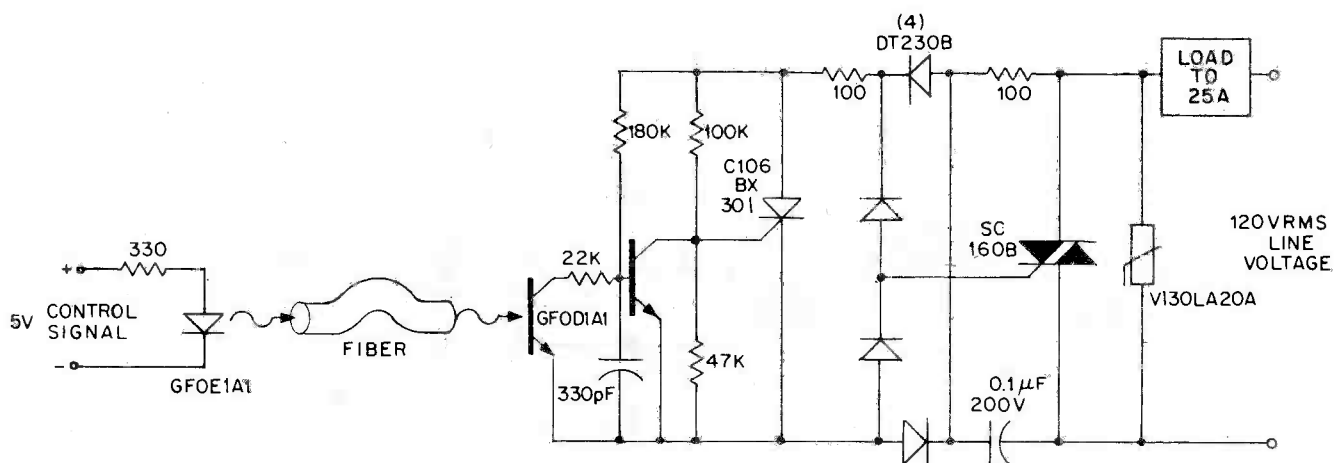 (4)
DT230B
LOAD
TO
25A
100
100
180K
100K
C106
BX
301
SC
160B
120VRMS
LINE
VOLTAGE
V130LA20A
330
+
5V
CONTROL
SIGNAL
−
GFOE1A1
FIBER
22K
GFOD1A1
330pF
47K
0.1µF
200V